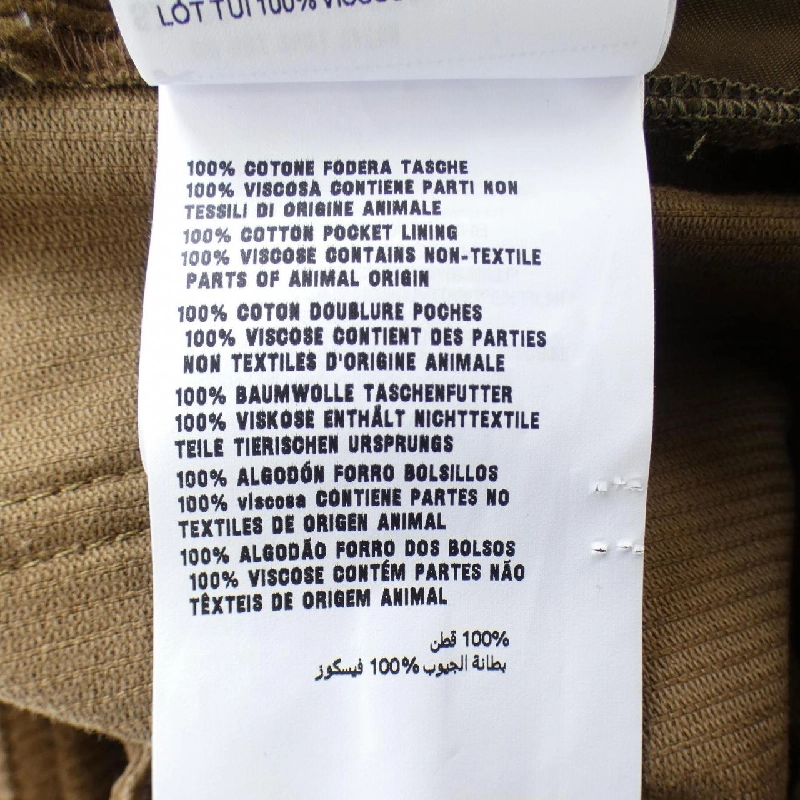 LÓT TÚI 100% VISCOS
100% COTONE FODERA TASCHE
100% VISCOSA CONTIENE PARTI NON
TESSILI DI ORIGINE ANIMALE
100% COTTON POCKET LINING
100% VISCOSE CONTAINS NON-TEXTILE
PARTS OF ANIMAL ORIGIN
100% COTON DOUBLURE POCHES
100% VISCOSE CONTIENT DES PARTIES
NON TEXTILES D'ORIGINE ANIMALE
100% BAUMWOLLE TASCHENFUTTER
100% VISKOSE ENTHÄLT NICHTTEXTILE
TEILE TIERISCHEN URSPRUNGS
100% ALGODÓN FORRO BOLSILLOS
100% viscosa CONTIENE PARTES NO
TEXTILES DE ORIGEN ANIMAL
100% ALGODÃO FORRO DOS BOLSOS
100% VISCOSE CONTÉM PARTES NÃO
TÊXTEIS DE ORIGEM ANIMAL
100% قطن
بطانة الجيوب 100% فيسكوز